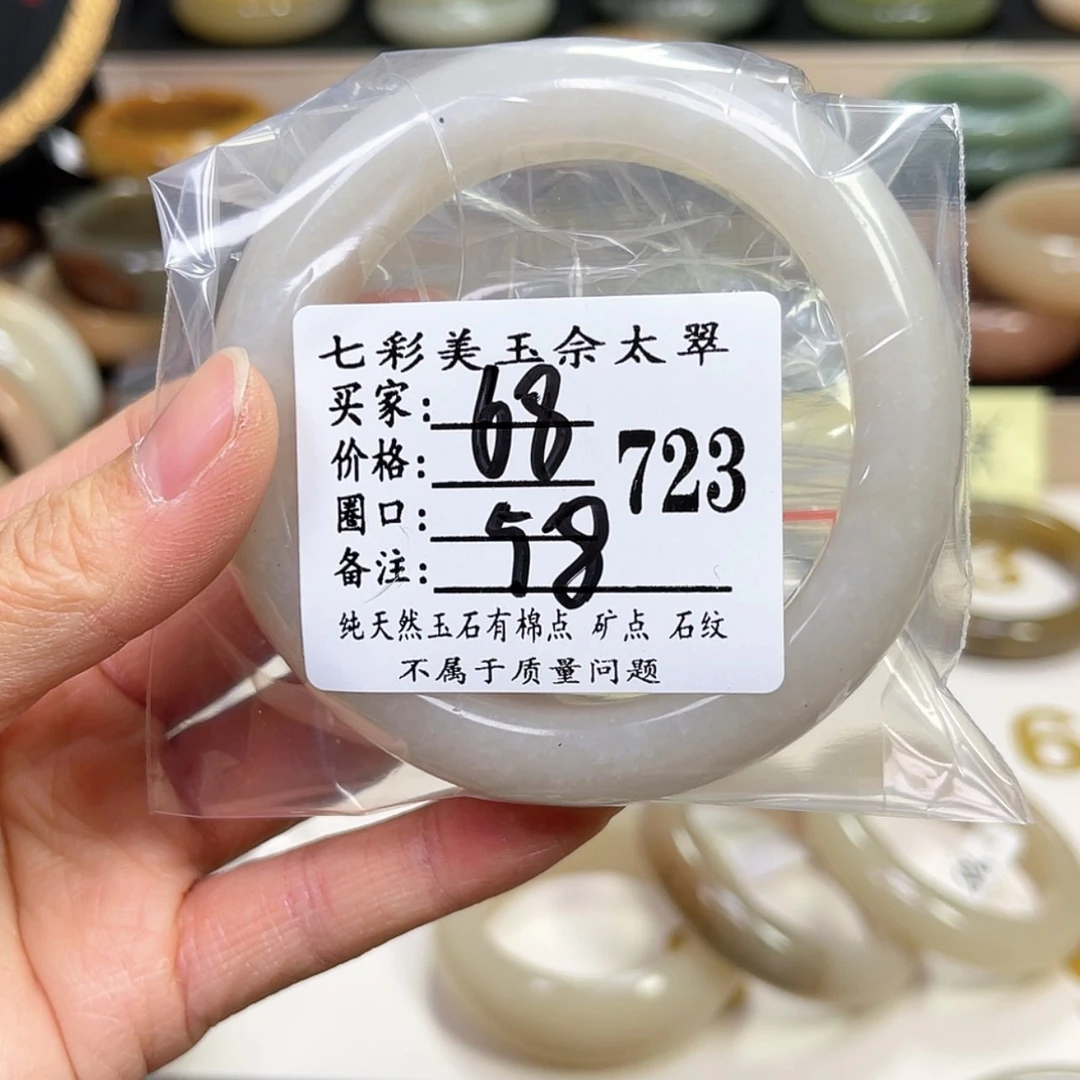 七彩美玉佘太翠
买家：
价格：68
723
圈口：58
备注：
纯天然玉石有棉点 矿点 石纹
不属于质量问题
6